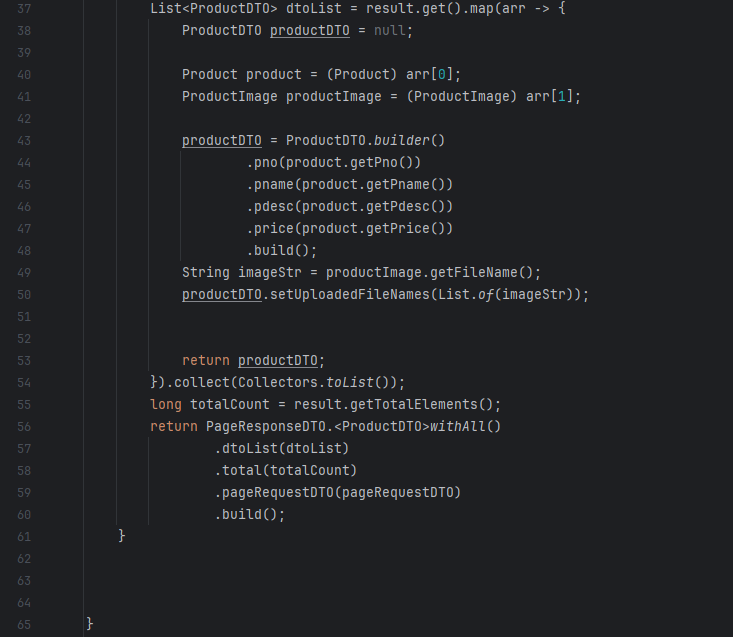 37 List<ProductDTO> dtoList = result.get().map(arr -> {
38 ProductDTO productDTO = null;
39
40 Product product = (Product) arr[0];
41 ProductImage productImage = (ProductImage) arr[1];
42
43 productDTO = ProductDTO.builder()
44 .pno(product.getPno())
45 .pname(product.getPname())
46 .pdesc(product.getPdesc())
47 .price(product.getPrice())
48 .build();
49 String imageStr = productImage.getFileName();
50 productDTO.setUploadedFileNames(List.of(imageStr));
51
52
53 return productDTO;
54 }).collect(Collectors.toList());
55 long totalCount = result.getTotalElements();
56 return PageResponseDTO.<ProductDTO>withAll()
57 .dtoList(dtoList)
58 .total(totalCount)
59 .pageRequestDTO(pageRequestDTO)
60 .build();
61 }
62
63
64
65 }